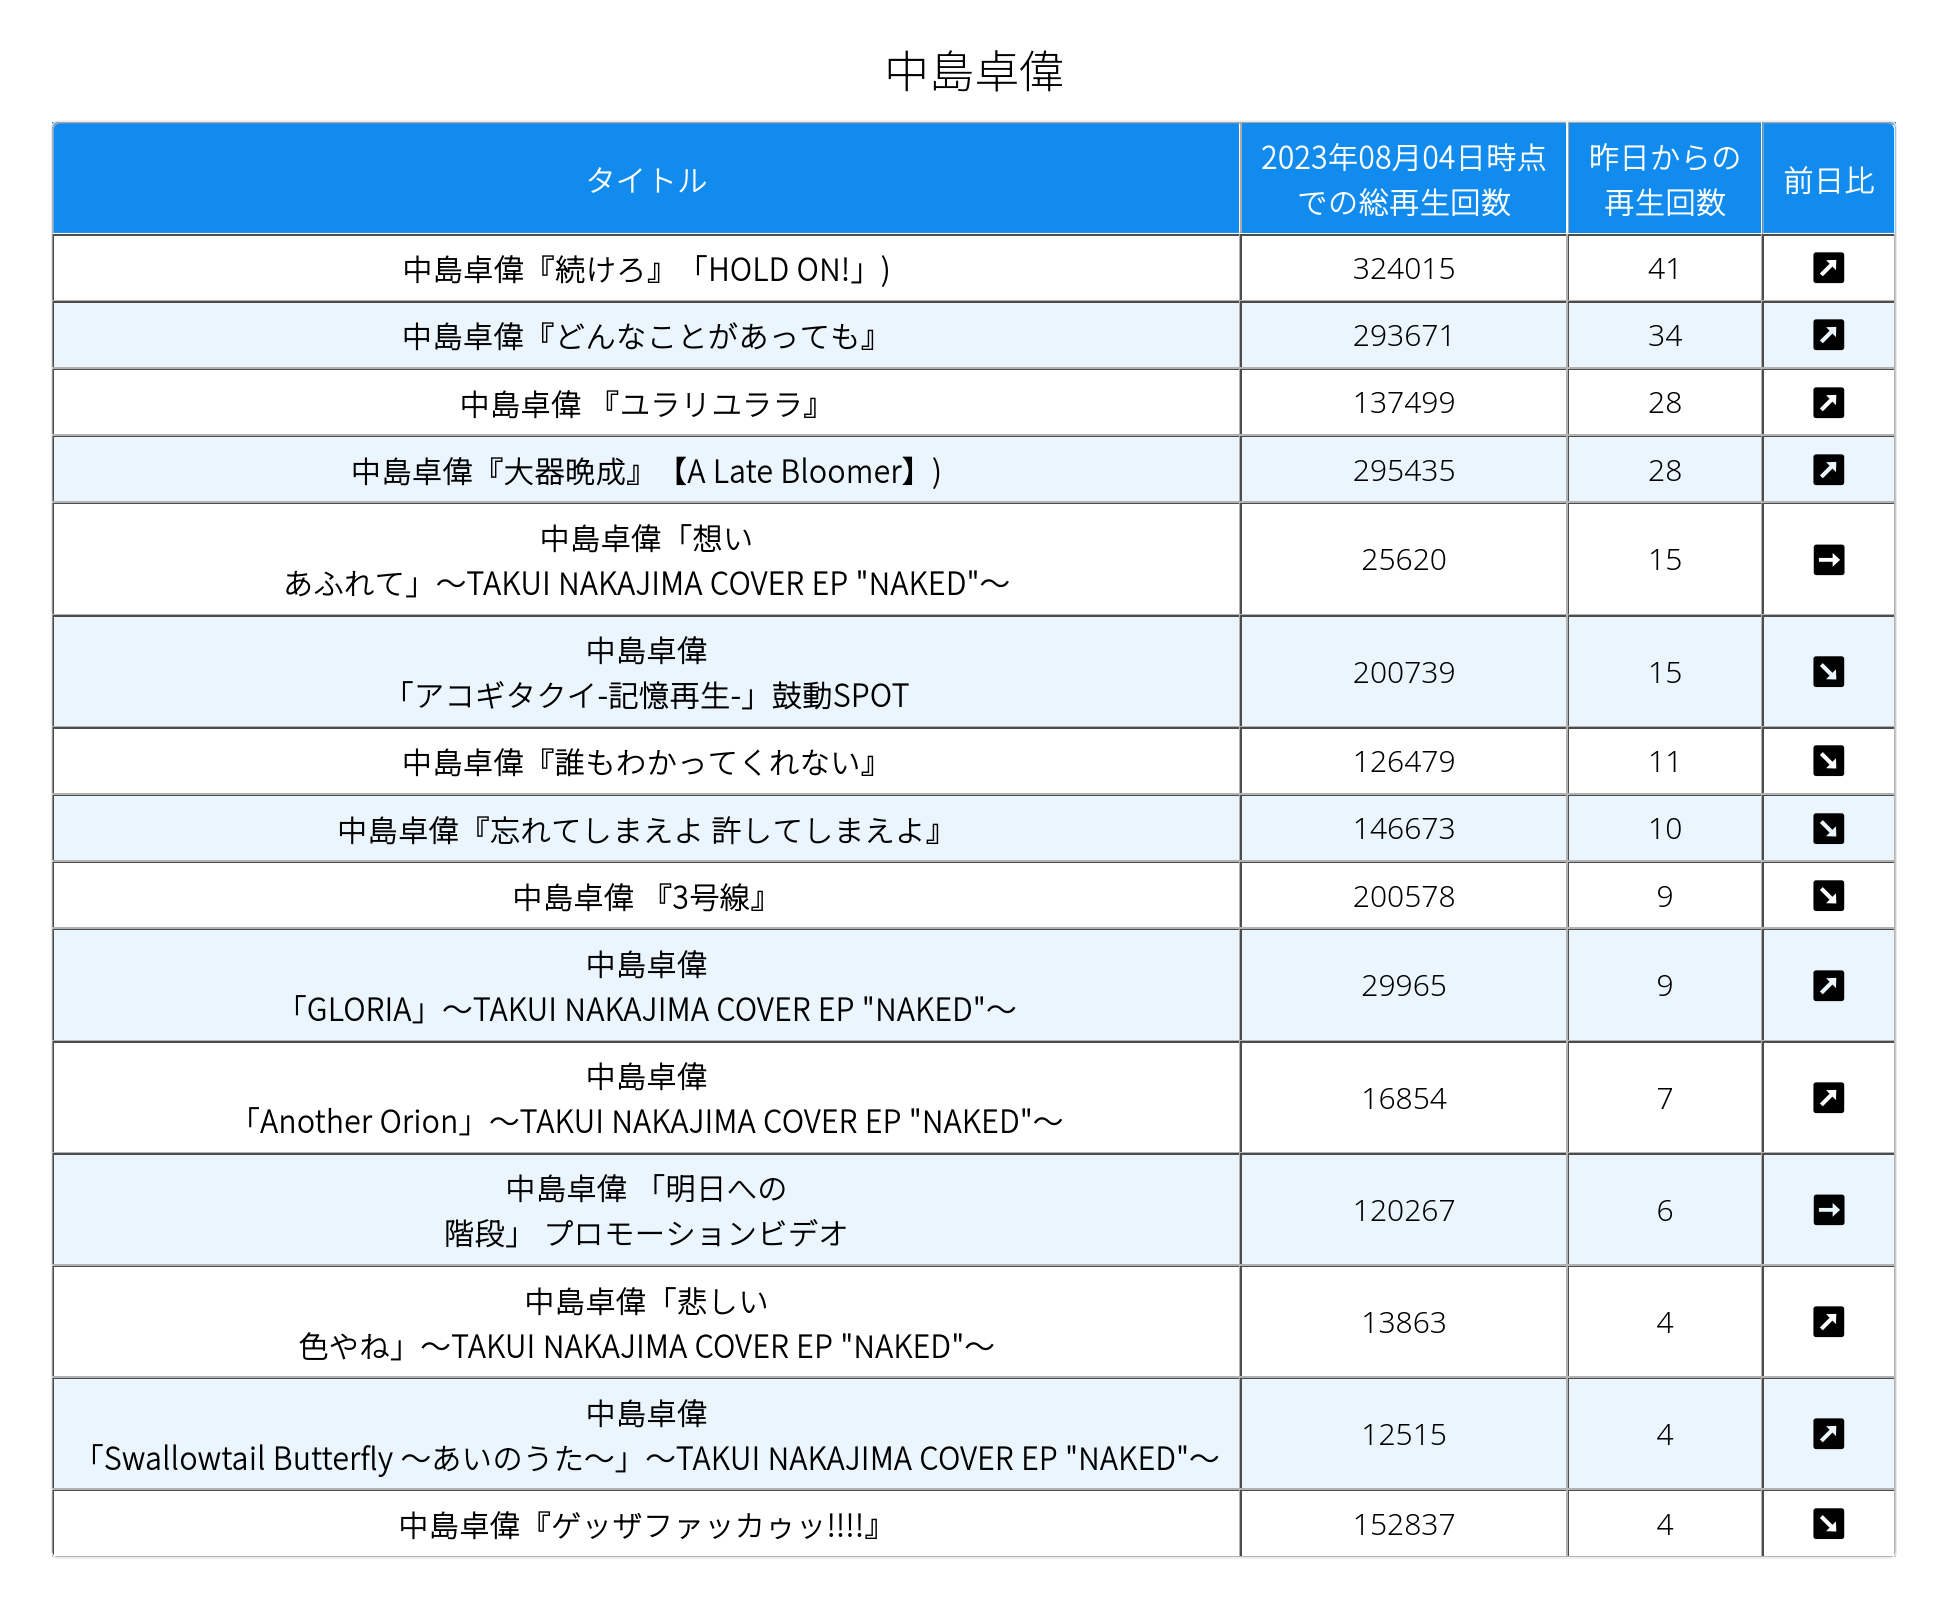 中島卓偉
タイトル
2023年08月04日時点
での総再生回数
昨日からの
再生回数
前日比
中島卓偉『続けろ』「HOLD ON!」) 324015 41
中島卓偉『どんなことがあっても』 293671 34
中島卓偉 『ユラリユララ』 137499 28
中島卓偉『大器晩成』【A Late Bloomer】) 295435 28
中島卓偉「想い
あふれて」〜TAKUI NAKAJIMA COVER EP "NAKED"〜 25620 15
中島卓偉
「アコギタクイ-記憶再生-」鼓動SPOT 200739 15
中島卓偉『誰もわかってくれない』 126479 11
中島卓偉『忘れてしまえよ 許してしまえよ』 146673 10
中島卓偉 『3号線』 200578 9
中島卓偉
「GLORIA」〜TAKUI NAKAJIMA COVER EP "NAKED"〜 29965 9
中島卓偉
「Another Orion」〜TAKUI NAKAJIMA COVER EP "NAKED"〜 16854 7
中島卓偉 「明日への
階段」 プロモーションビデオ 120267 6
中島卓偉「悲しい
色やね」〜TAKUI NAKAJIMA COVER EP "NAKED"〜 13863 4
中島卓偉
「Swallowtail Butterfly 〜あいのうた〜」〜TAKUI NAKAJIMA COVER EP "NAKED"〜 12515 4
中島卓偉『ゲッザファッカゥッ!!!!』 152837 4